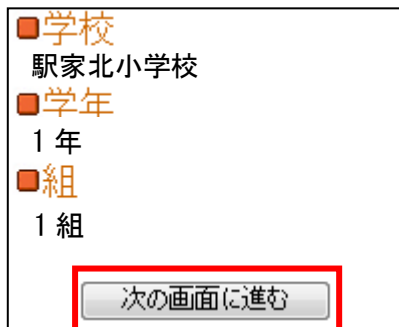 ■学校
駅家北小学校
■学年
1年
■組
1組
次の画面に進む